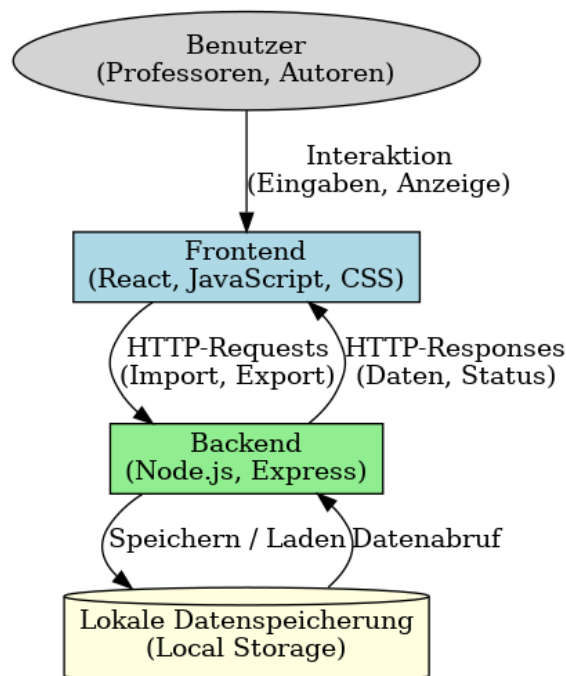 Benutzer
(Professoren, Autoren)
Interaktion
(Eingaben, Anzeige)
Frontend
(React, JavaScript, CSS)
HTTP-Requests
(Import, Export)
HTTP-Responses
(Daten, Status)
Backend
(Node.js, Express)
Speichern / Laden
Datenabruf
Lokale Datenspeicherung
(Local Storage)